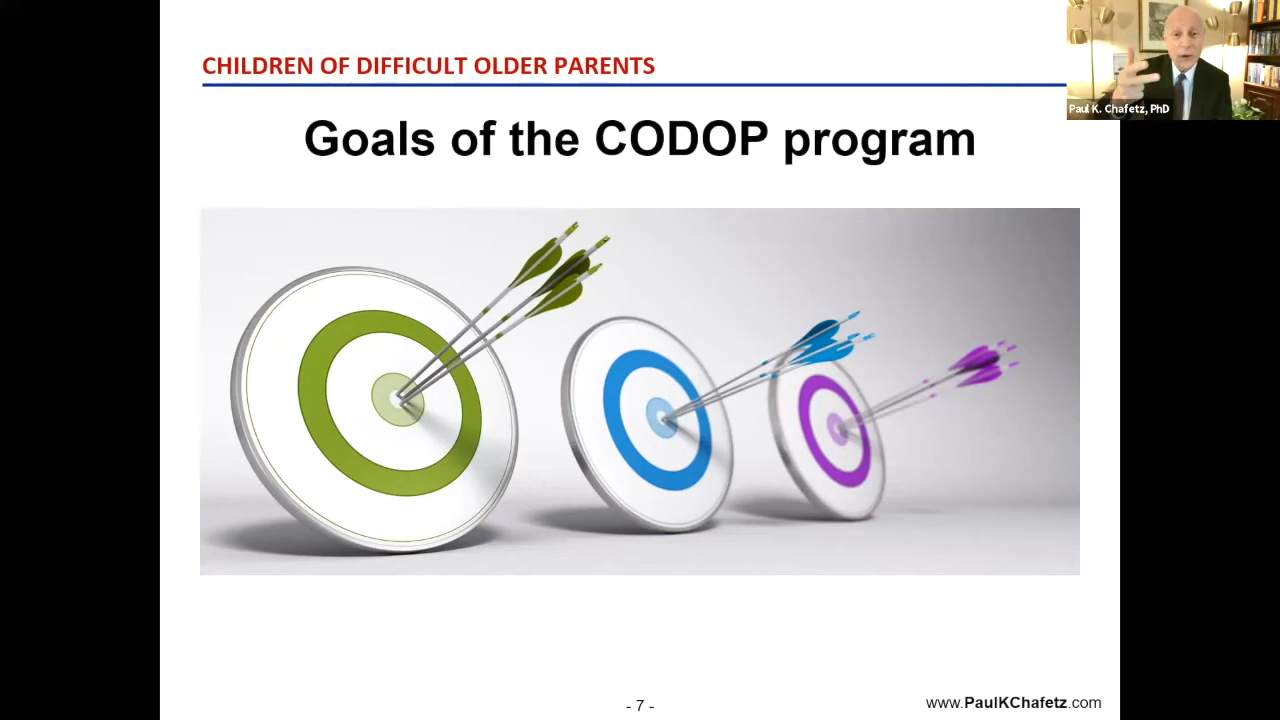 CHILDREN OF DIFFICULT OLDER PARENTS
Paul K. Chafetz, PhD
Goals of the CODOP program
- 7 -
www.PaulKChafetz.com